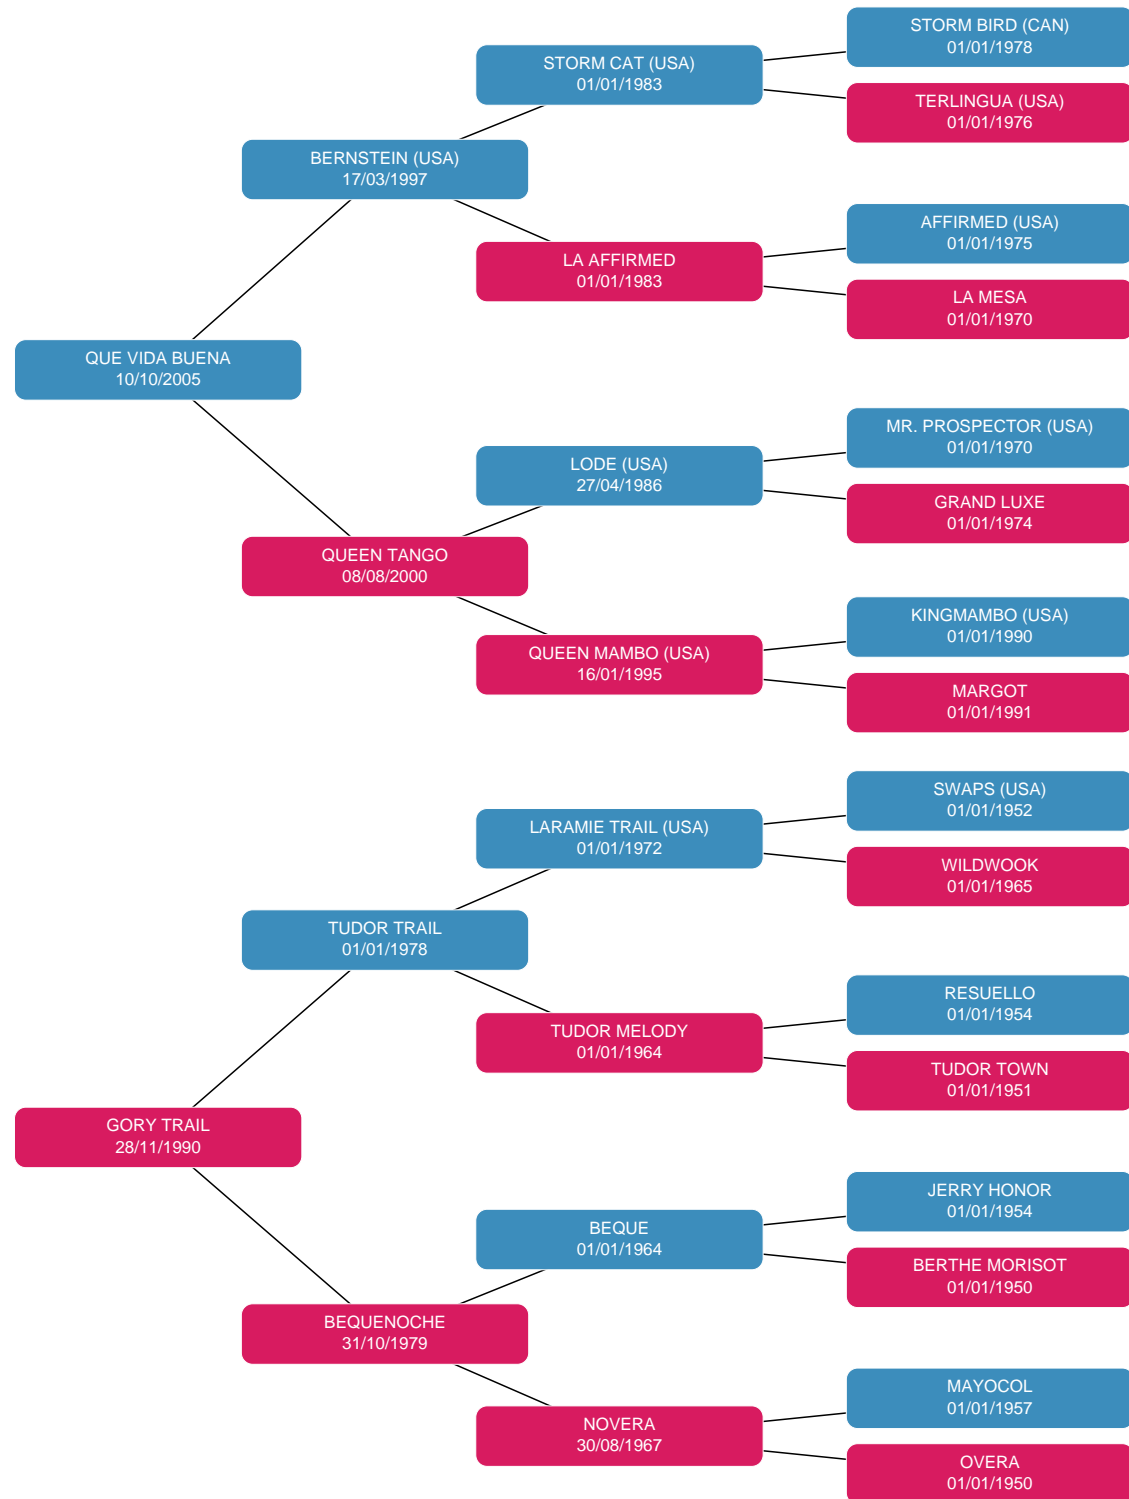 STORM BIRD (CAN)
01/01/1978
STORM CAT (USA)
01/01/1983
TERLINGUA (USA)
01/01/1976
BERNSTEIN (USA)
17/03/1997
AFFIRMED (USA)
01/01/1975
LA AFFIRMED
01/01/1983
LA MESA
01/01/1970
QUE VIDA BUENA
10/10/2005
MR. PROSPECTOR (USA)
01/01/1970
LODE (USA)
27/04/1986
GRAND LUXE
01/01/1974
QUEEN TANGO
08/08/2000
KINGMAMBO (USA)
01/01/1990
QUEEN MAMBO (USA)
16/01/1995
MARGOT
01/01/1991
SWAPS (USA)
01/01/1952
LARAMIE TRAIL (USA)
01/01/1972
WILDWOOK
01/01/1965
TUDOR TRAIL
01/01/1978
RESUELLO
01/01/1954
TUDOR MELODY
01/01/1964
TUDOR TOWN
01/01/1951
GORY TRAIL
28/11/1990
JERRY HONOR
01/01/1954
BEQUE
01/01/1964
BERTHE MORISOT
01/01/1950
BEQUENOCHE
31/10/1979
MAYOCOL
01/01/1957
NOVERA
30/08/1967
OVERA
01/01/1950